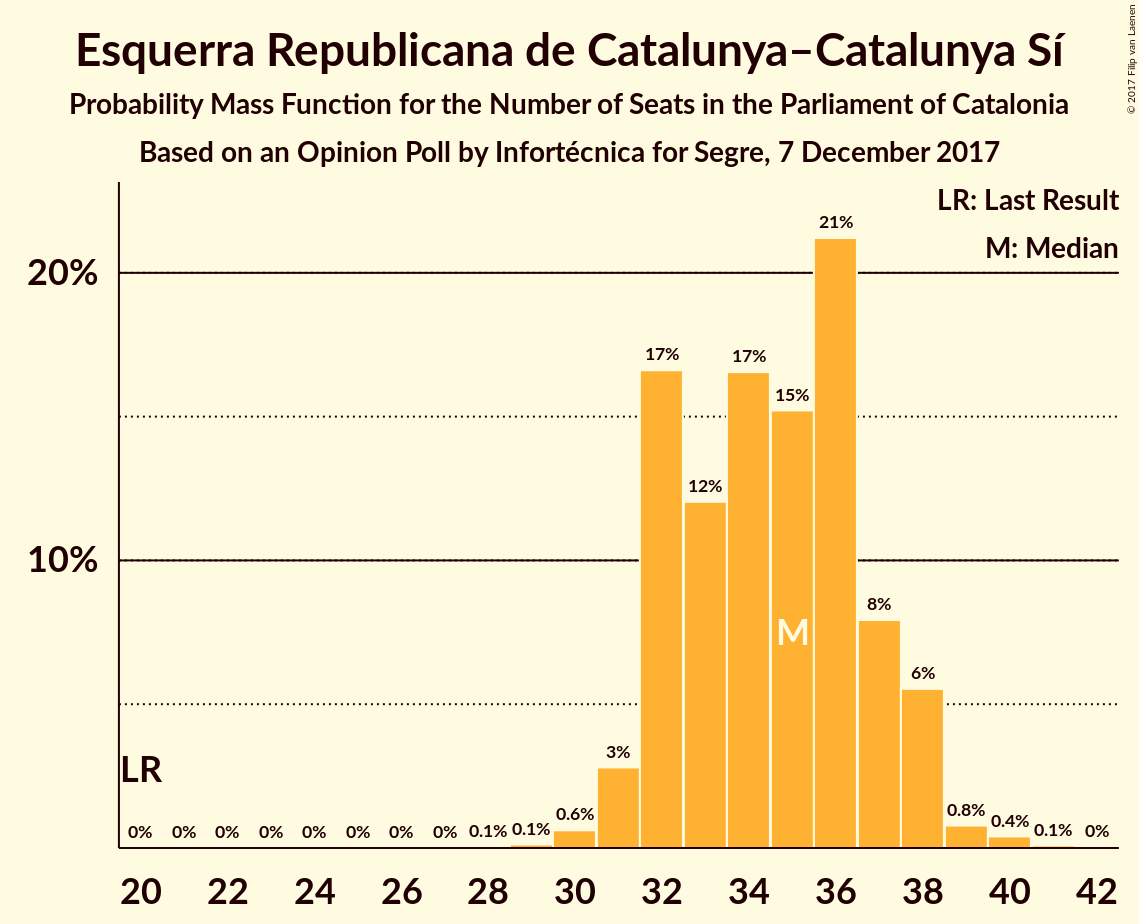 Esquerra Republicana de Catalunya–Catalunya Sí
Probability Mass Function for the Number of Seats in the Parliament of Catalonia
Based on an Opinion Poll by Infortécnica for Segre, 7 December 2017
© 2017 Filip van Laenen
LR: Last Result
M: Median
20%
10%
21%
17%
17%
15%
12%
8%
6%
3%
0.8%
0.6%
0.4%
0% 0% 0% 0% 0% 0% 0% 0% 0.1% 0.1% 0.1% 0%
M
LR
20 22 24 26 28 30 32 34 36 38 40 42